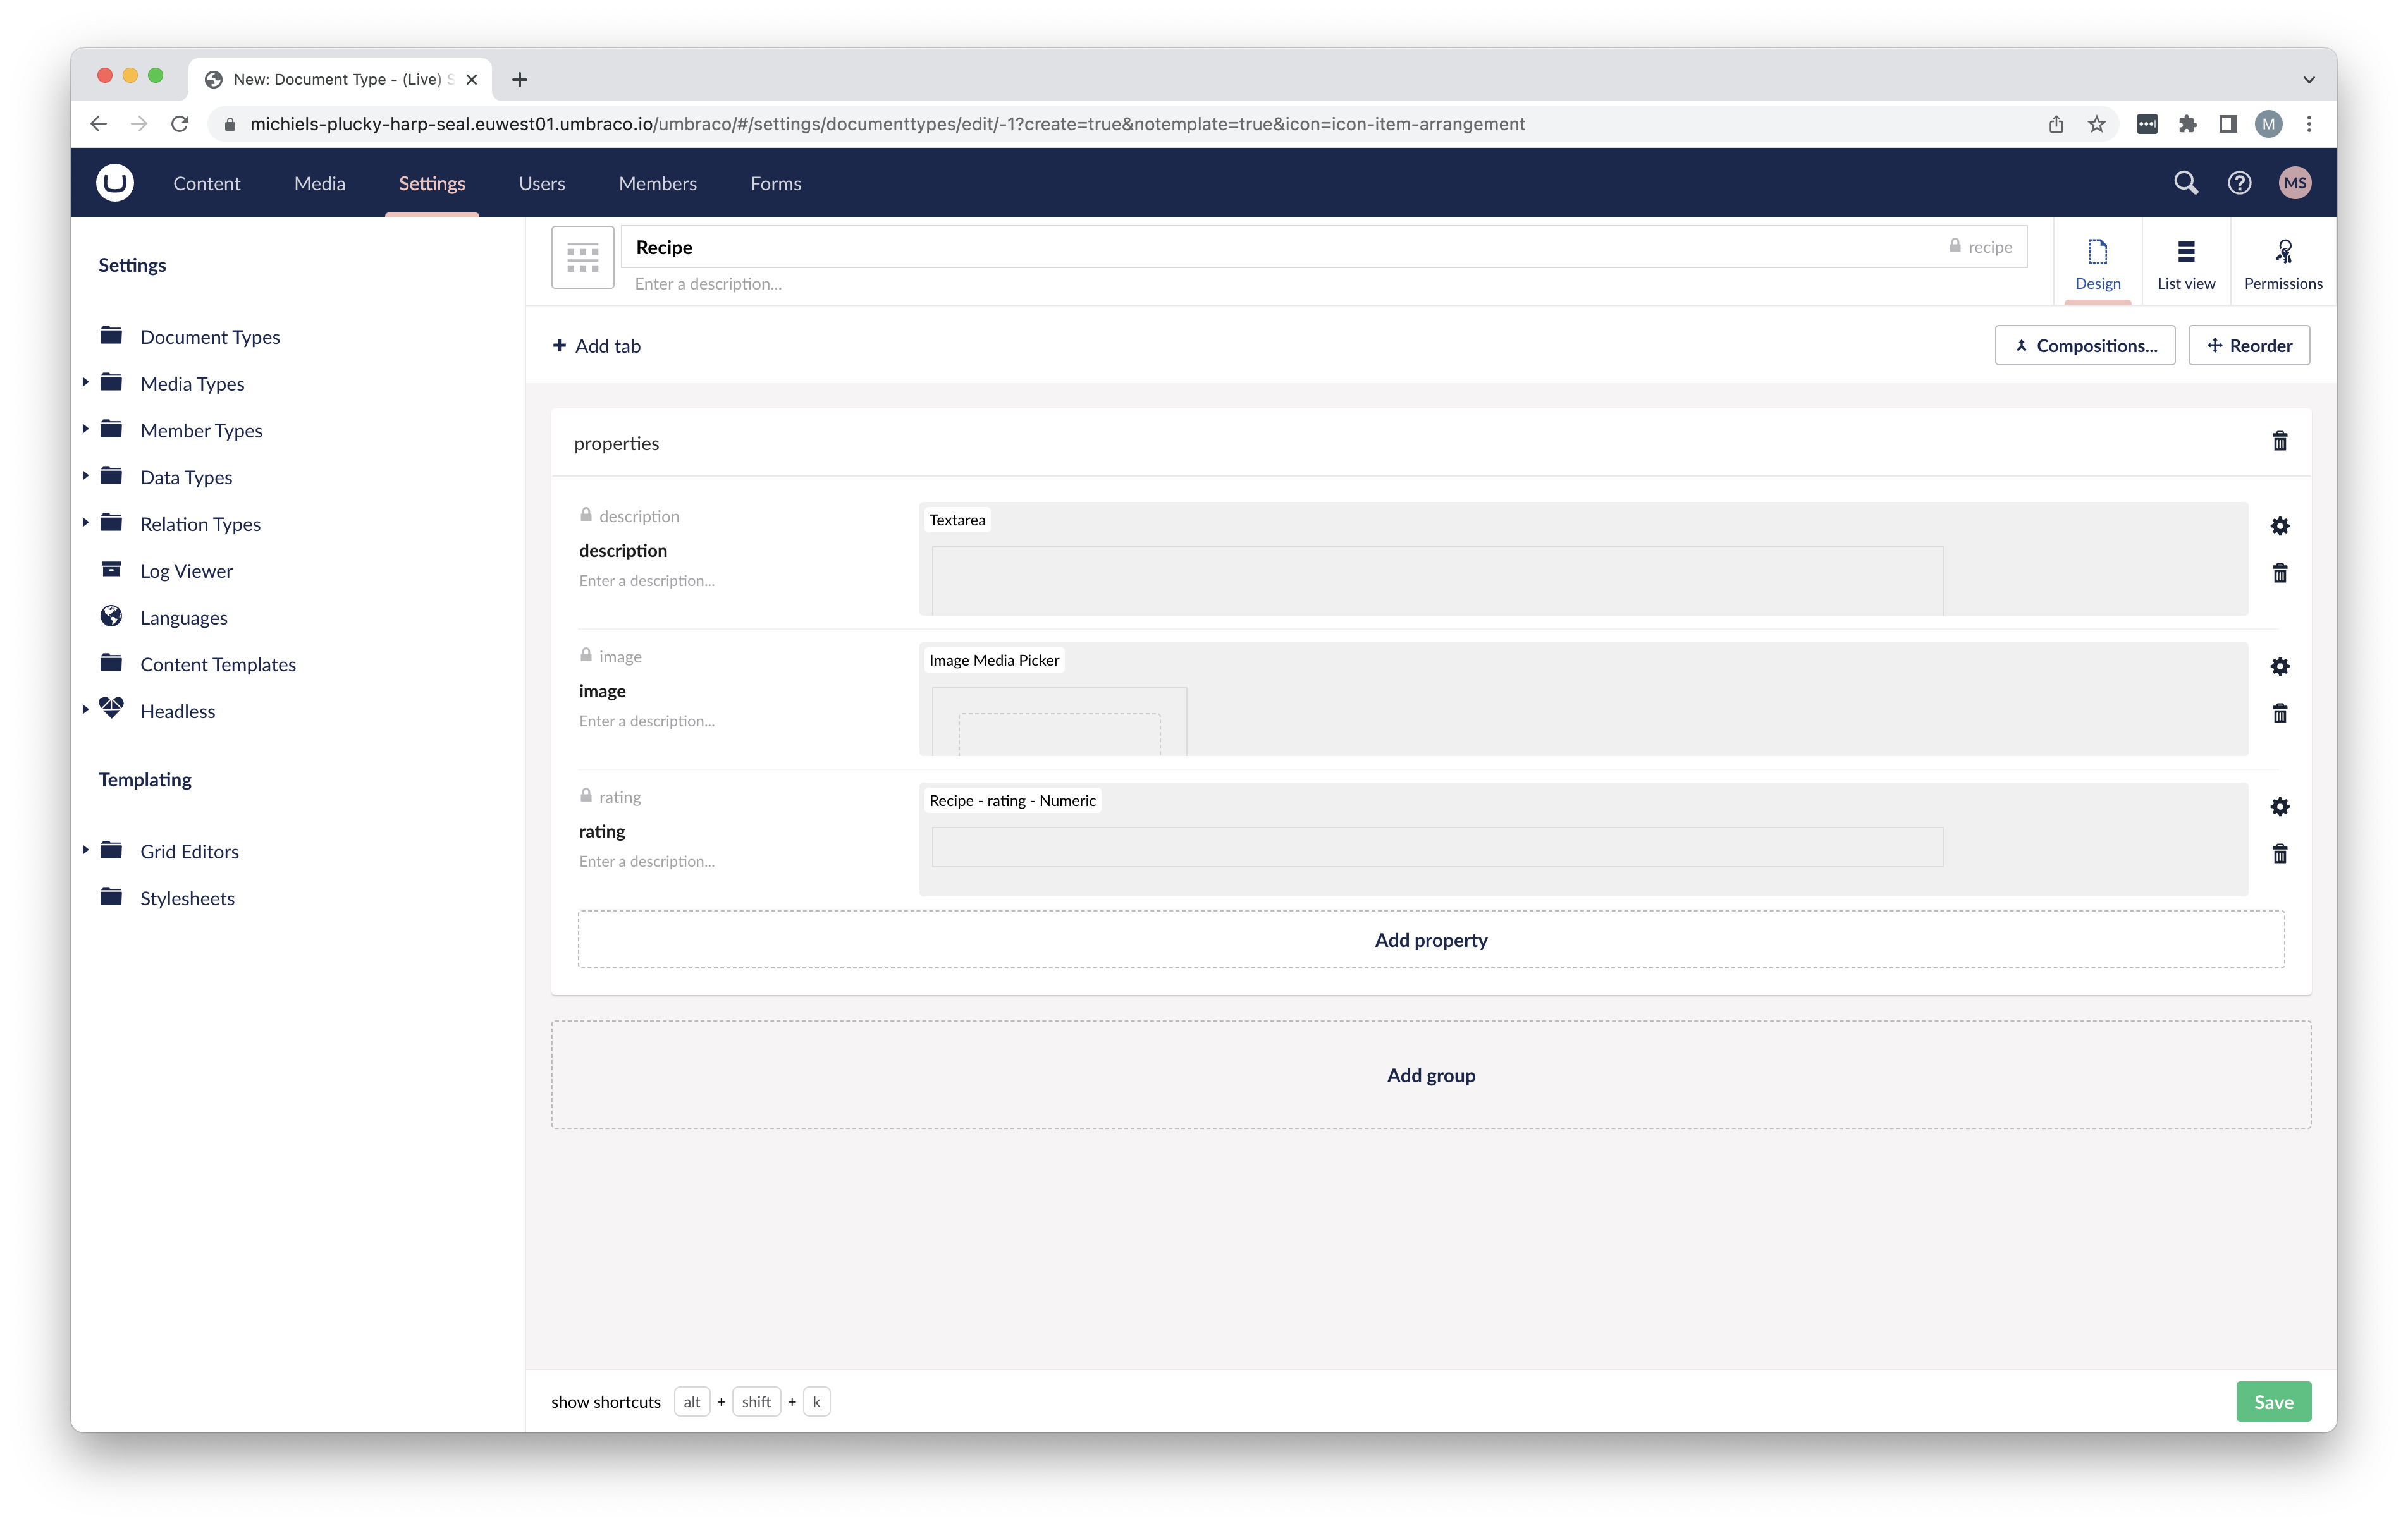 New: Document Type - (Live) S
michiels-plucky-harp-seal.euwest01.umbraco.io/umbraco/#/settings/documenttypes/edit/-1?create=true&notemplate=true&icon=icon-item-arrangement
M
Content Media Settings Users Members Forms
MS
Settings
Document Types
Media Types
Member Types
Data Types
Relation Types
Log Viewer
Languages
Content Templates
Headless
Templating
Grid Editors
Stylesheets
Recipe recipe
Enter a description...
Design List view Permissions
+ Add tab
Compositions... Reorder
properties
description
description
Enter a description...
Textarea
image
image
Enter a description...
Image Media Picker
rating
rating
Enter a description...
Recipe - rating - Numeric
Add property
Add group
show shortcuts alt + shift + k
Save